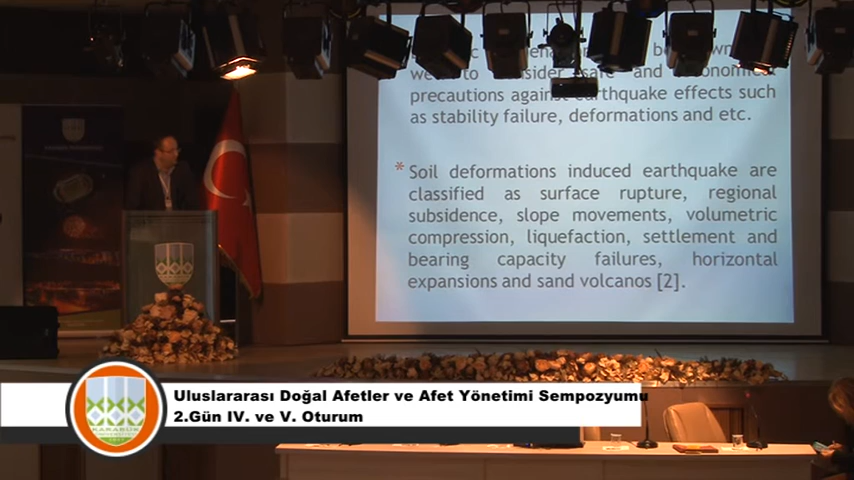 precautions against earthquake effects such
as stability failure, deformations and etc.
* Soil deformations induced earthquake are
classified as surface rupture, regional
subsidence, slope movements, volumetric
compression, liquefaction, settlement and
bearing capacity failures, horizontal
expansions and sand volcanos [2].
Uluslararası Doğal Afetler ve Afet Yönetimi Sempozyumu
2.Gün IV. ve V. Oturum
KARABÜK